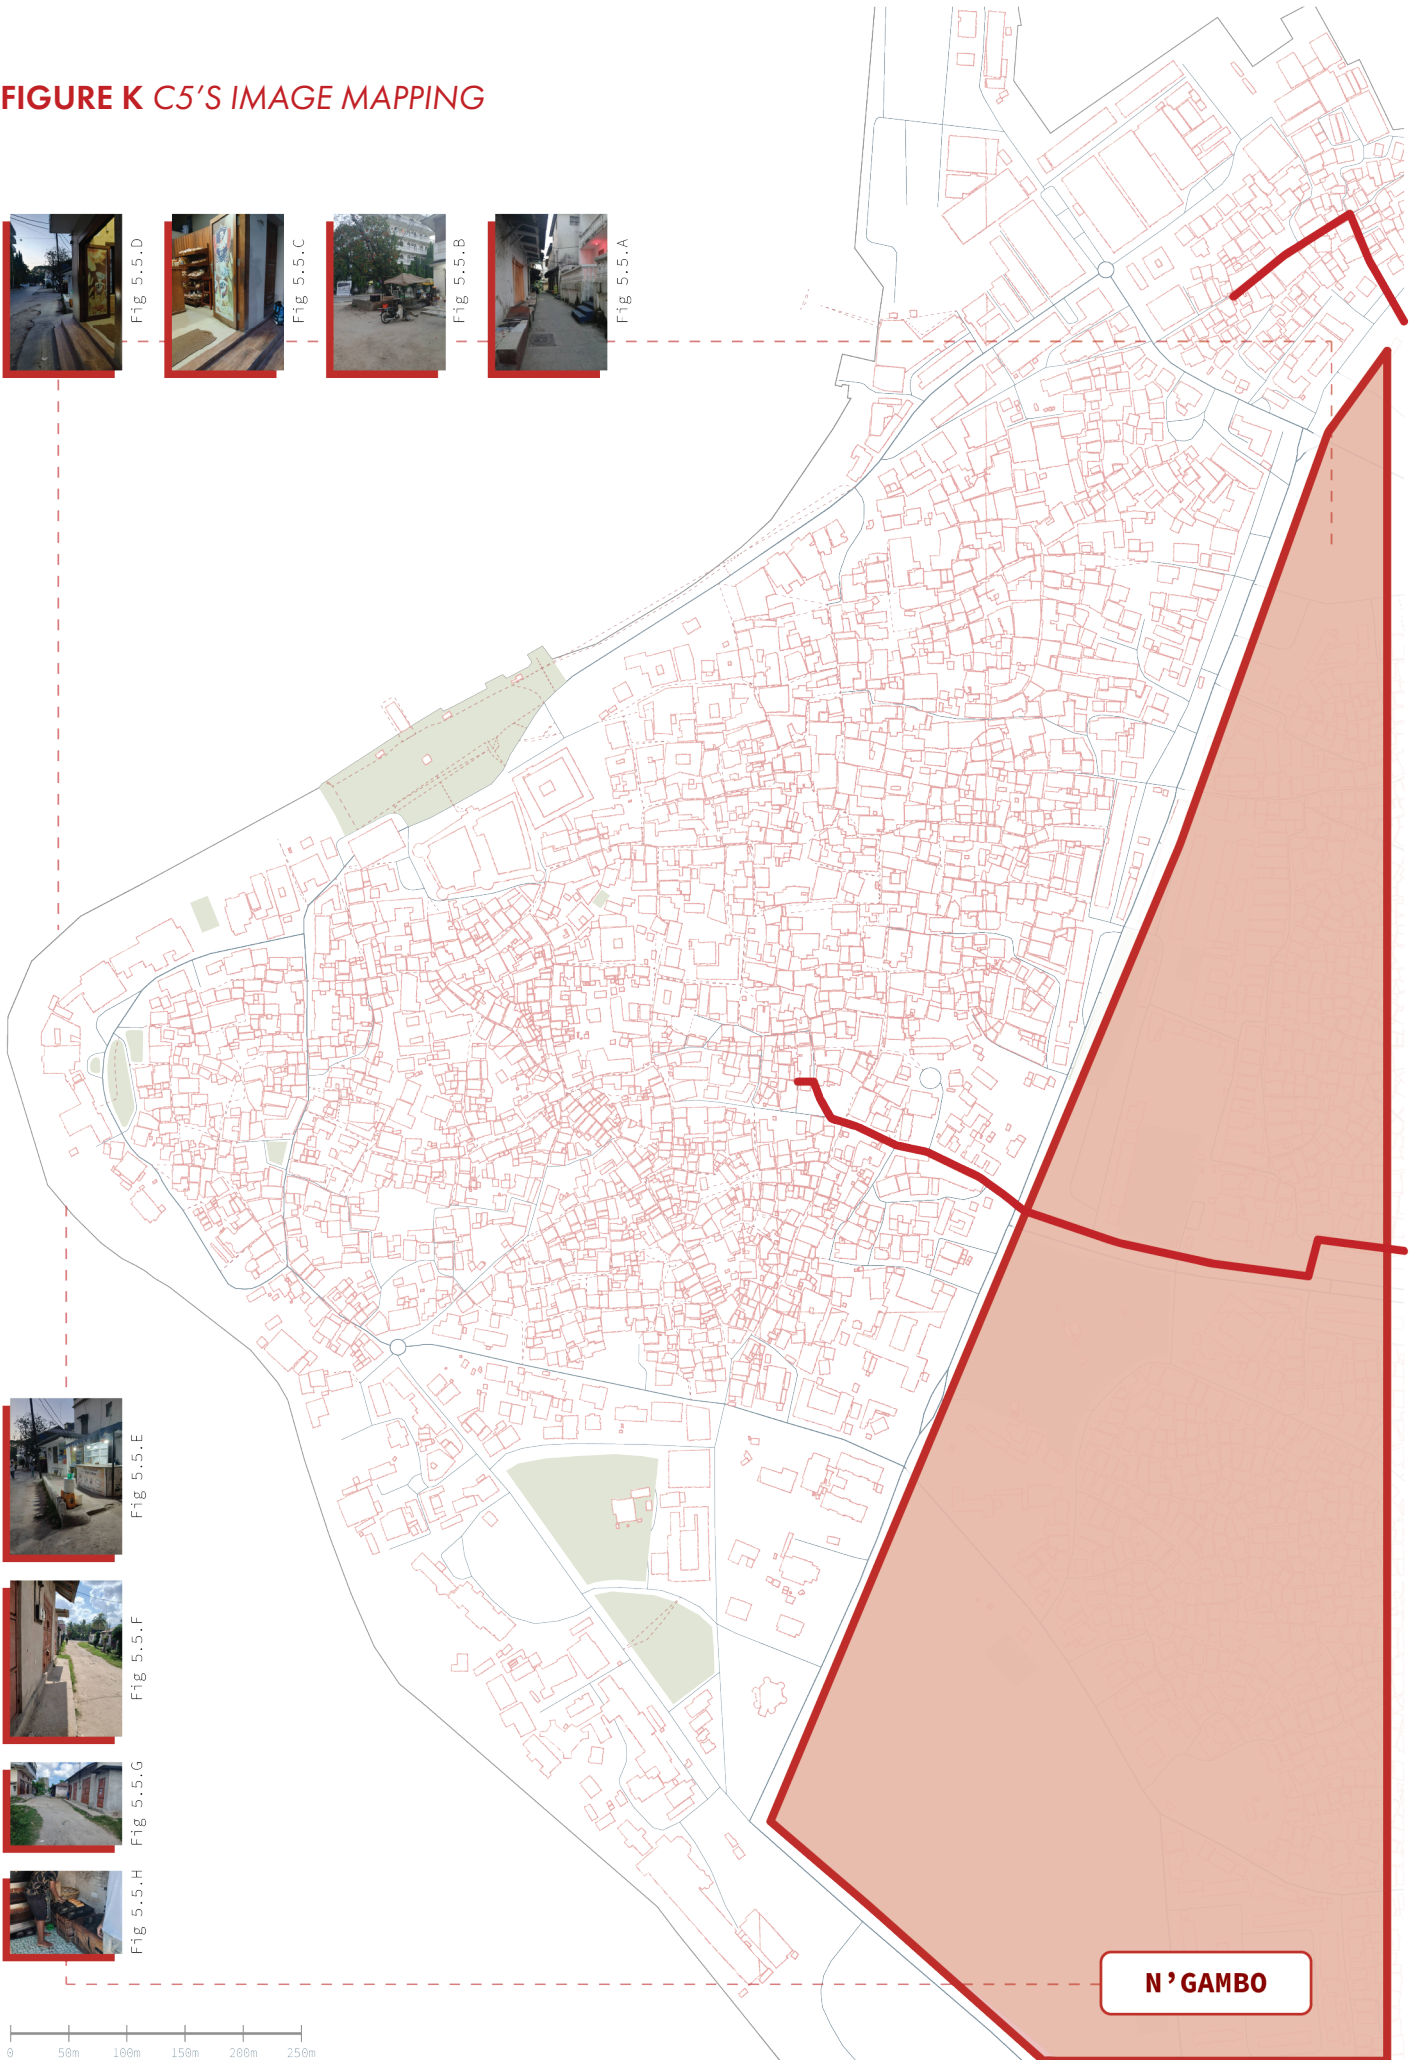 FIGURE K C5'S IMAGE MAPPING
Fig 5.5.D
Fig 5.5.C
Fig 5.5.B
Fig 5.5.A
Fig 5.5.E
Fig 5.5.F
Fig 5.5.G
Fig 5.5.H
N'GAMBO
0 50m 100m 150m 200m 250m